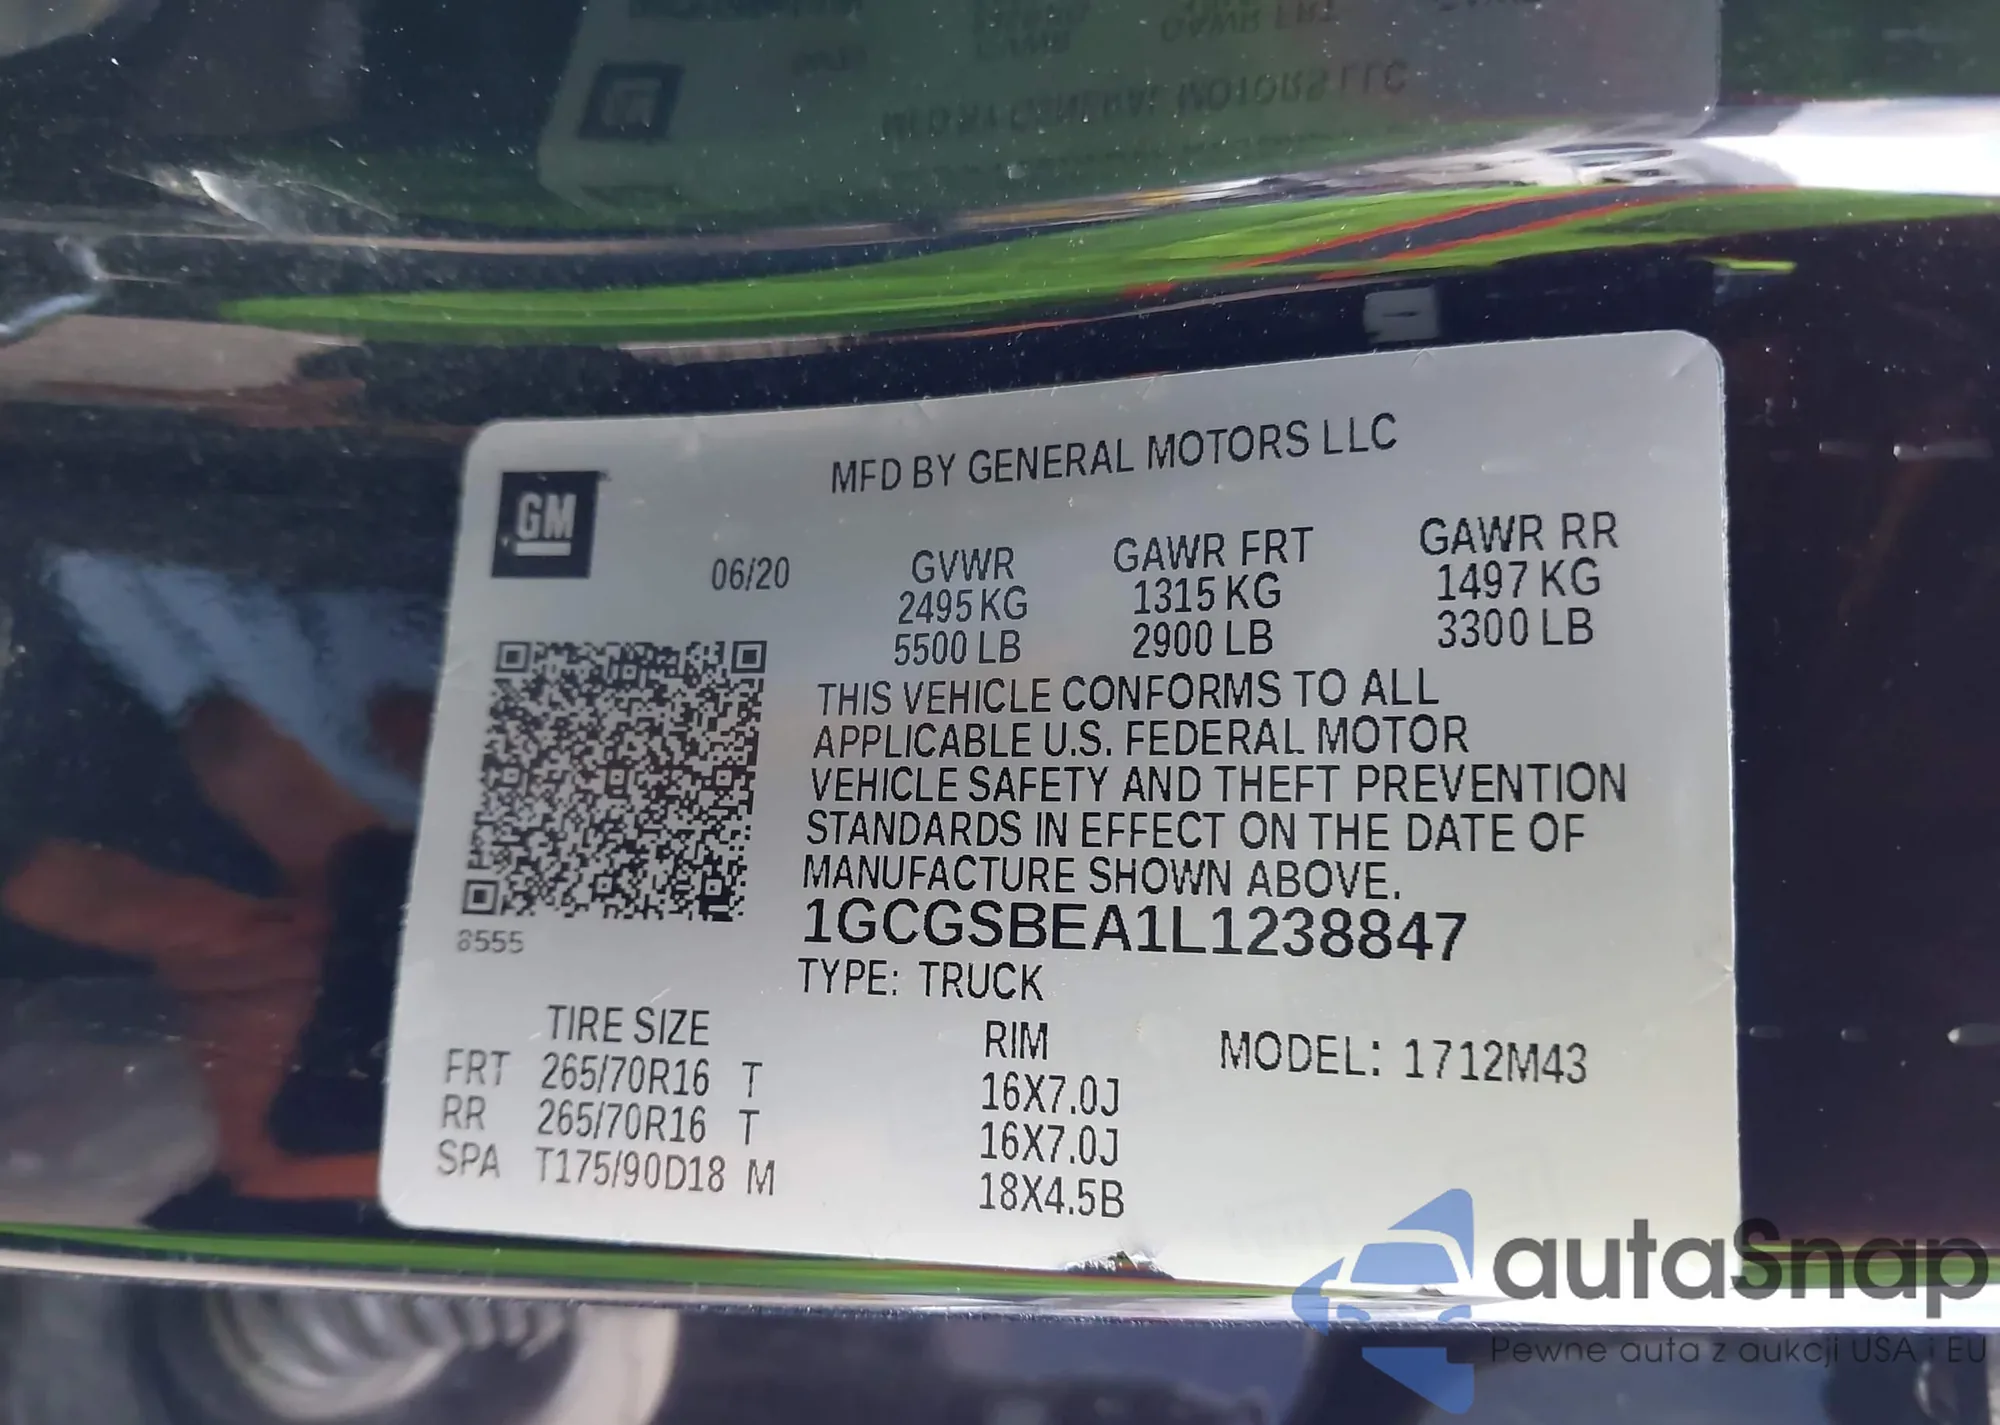 MFD BY GENERAL MOTORS LLC
GM
06/20
GVWR GAWR FRT GAWR RR
2495 KG 1315 KG 1497 KG
5500 LB 2900 LB 3300 LB
THIS VEHICLE CONFORMS TO ALL
APPLICABLE U.S. FEDERAL MOTOR
VEHICLE SAFETY AND THEFT PREVENTION
STANDARDS IN EFFECT ON THE DATE OF
MANUFACTURE SHOWN ABOVE.
1GCGSBEA1L1238847
8555
TYPE: TRUCK
TIRE SIZE RIM MODEL: 1712M43
FRT 265/70R16 T 16X7.0J
RR 265/70R16 T 16X7.0J
SPA T175/90D18 M 18X4.5B
autaSnap
Pewne auta z aukcji USA i EU